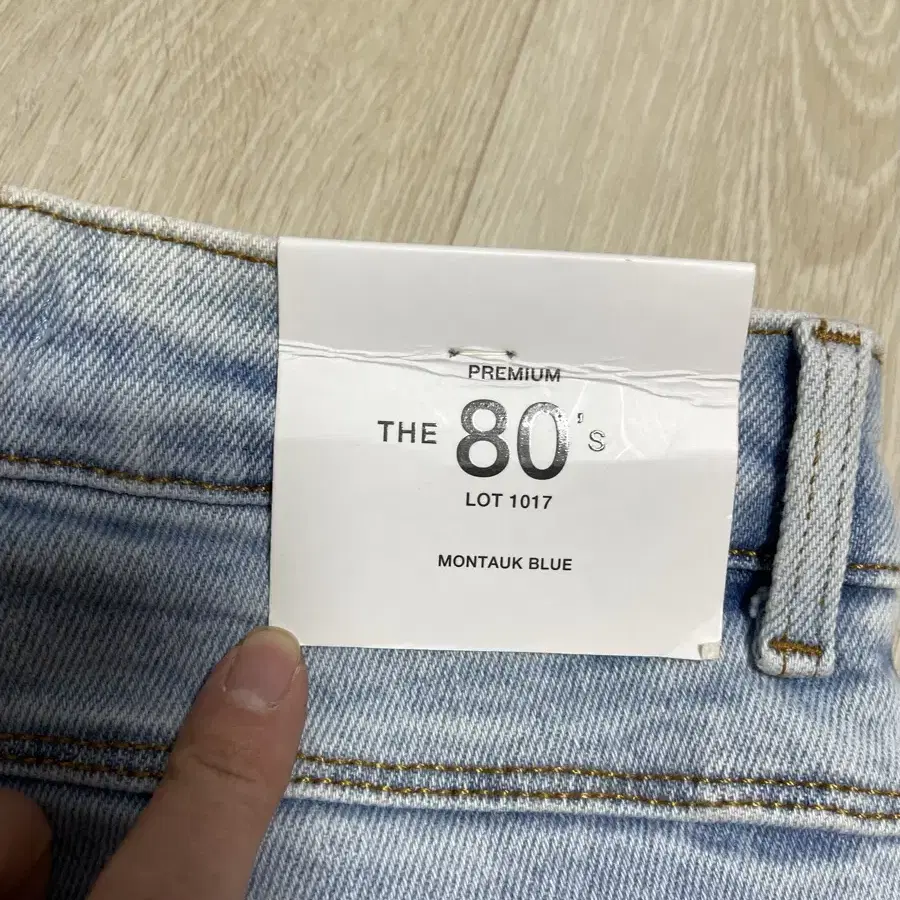 PREMIUM
THE 80's
LOT 1017
MONTAUK BLUE